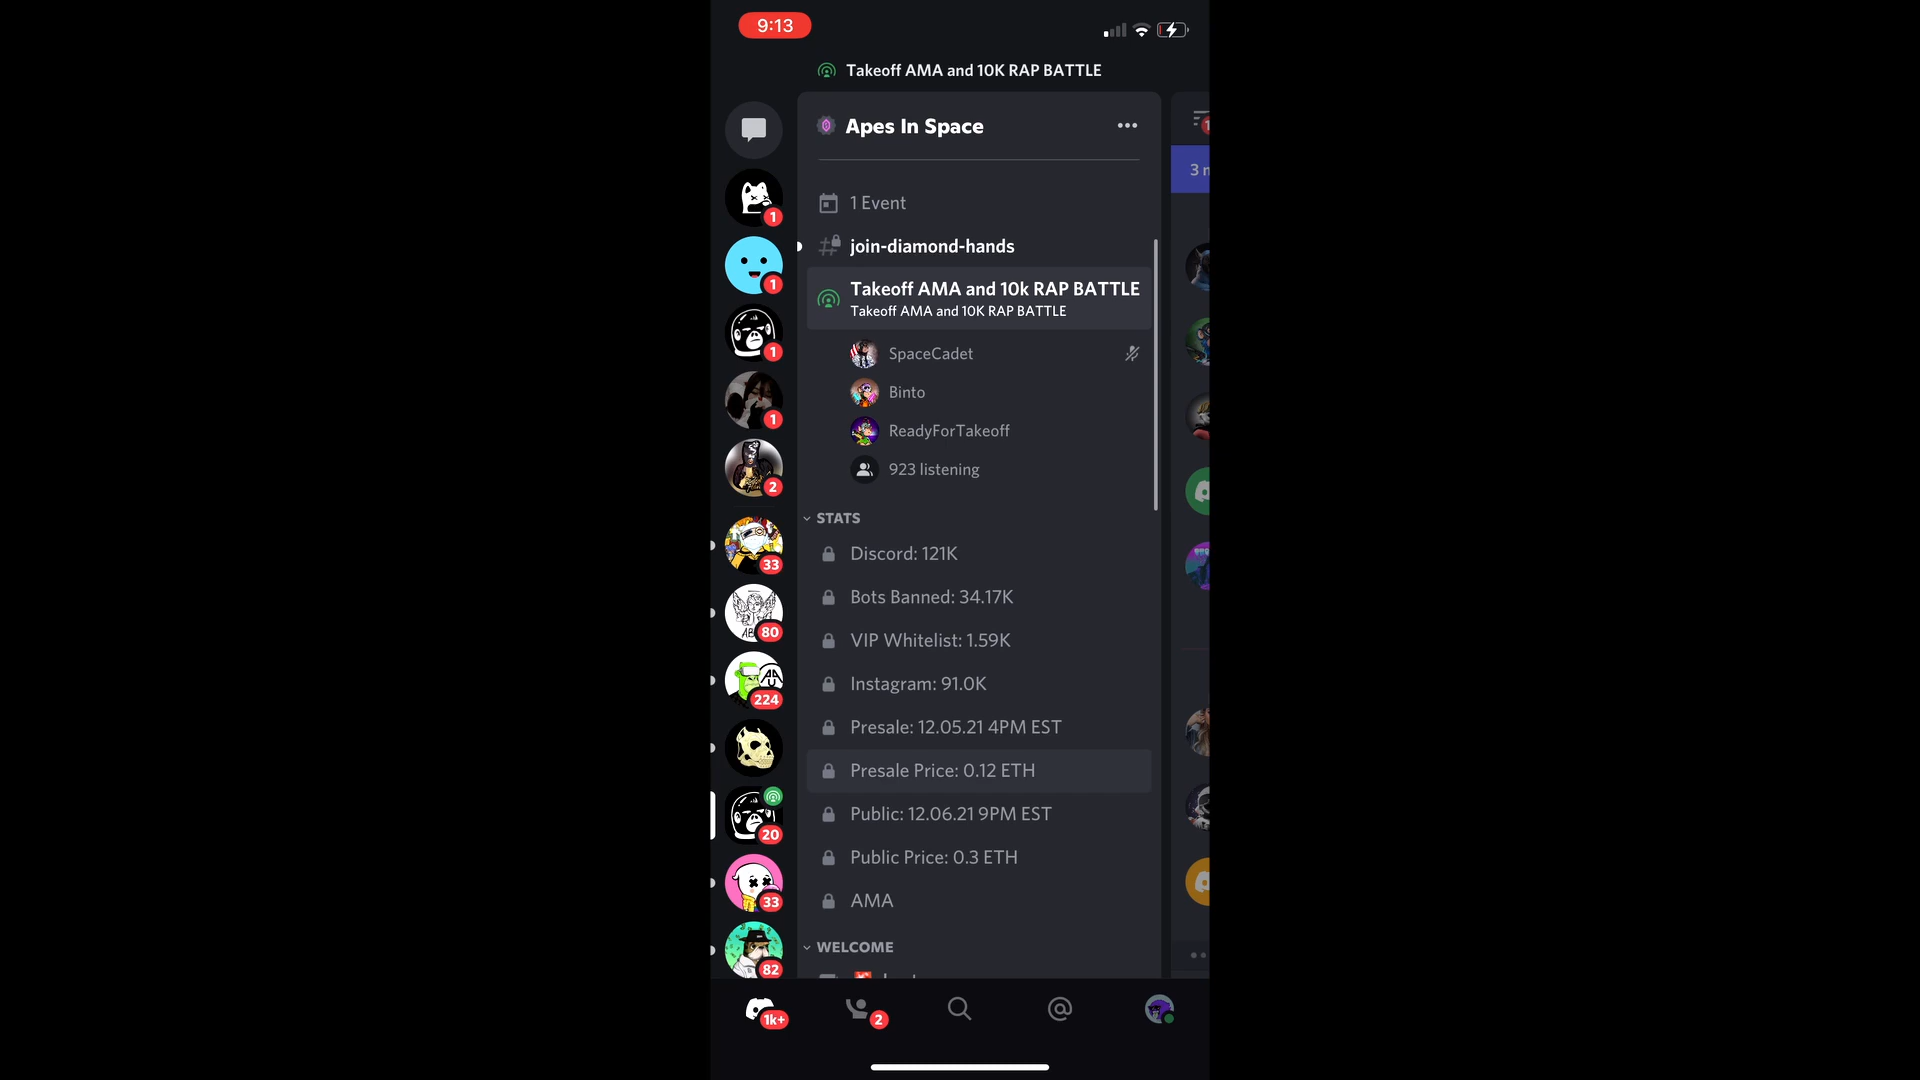 9:13
Takeoff AMA and 10K RAP BATTLE
Apes In Space
1 Event
join-diamond-hands
Takeoff AMA and 10k RAP BATTLE
Takeoff AMA and 10K RAP BATTLE
SpaceCadet
Binto
ReadyForTakeoff
923 listening
STATS
Discord: 121K
Bots Banned: 34.17K
VIP Whitelist: 1.59K
Instagram: 91.0K
Presale: 12.05.21 4PM EST
Presale Price: 0.12 ETH
Public: 12.06.21 9PM EST
Public Price: 0.3 ETH
AMA
WELCOME
1
1
1
1
2
33
80
224
20
33
82
1k+
2
3